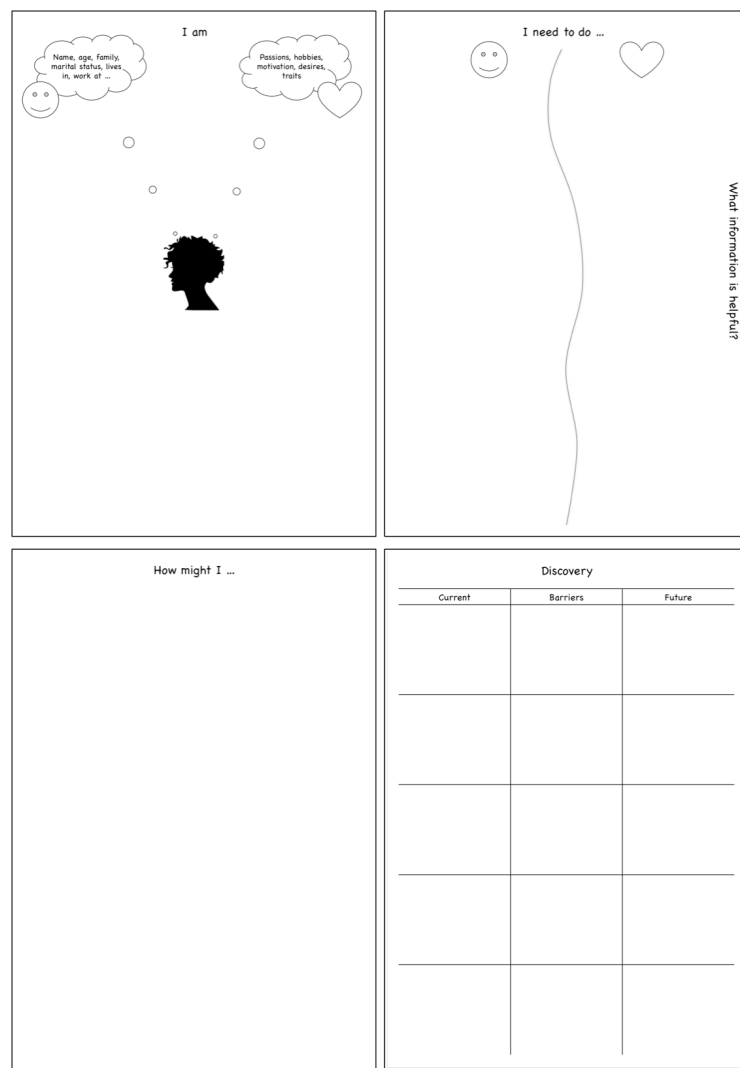 I am
Name, age, family,
marital status, lives
in, work at ...
Passions, hobbies,
motivation, desires,
traits
I need to do ...
What information is helpful?
How might I ...
Discovery
Current Barriers Future